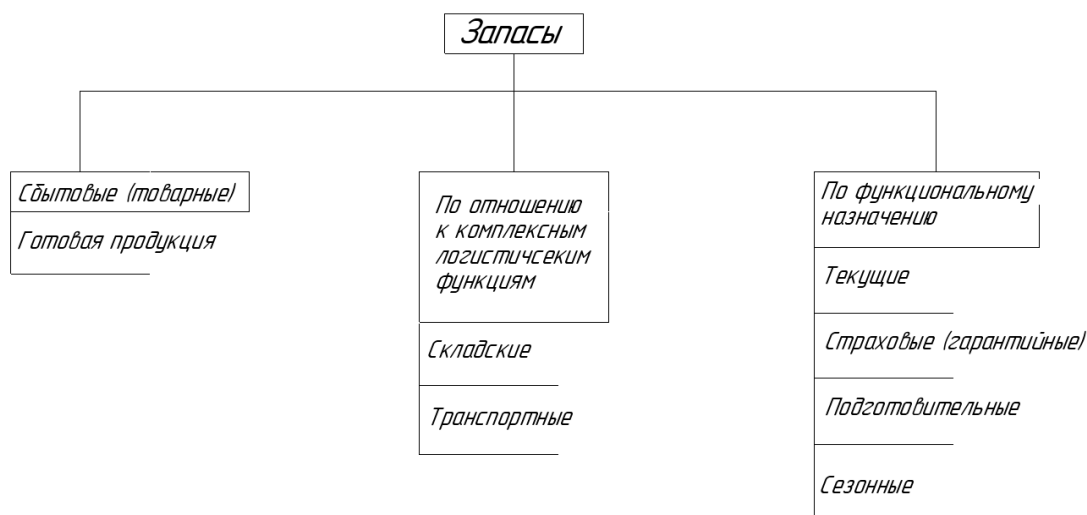 Запасы
Сбытовые (товарные)
Готовая продукция
По отношению
к комплексным
логистичсеким
функциям
Складские
Транспортные
По функциональному
назначению
Текущие
Страховые (гарантийные)
Подготовительные
Сезонные